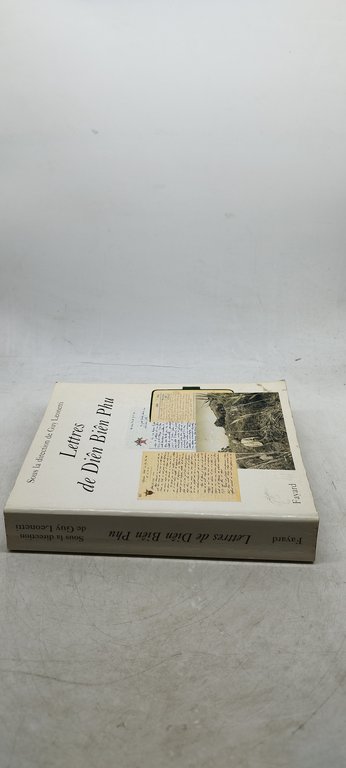 Sous la direction de Guy Leonetti
Lettres
de Diên Biên Phu
Fayard
Sous la direction
de Guy Leonetti
Lettres de Diên Biên Phu
Fayard